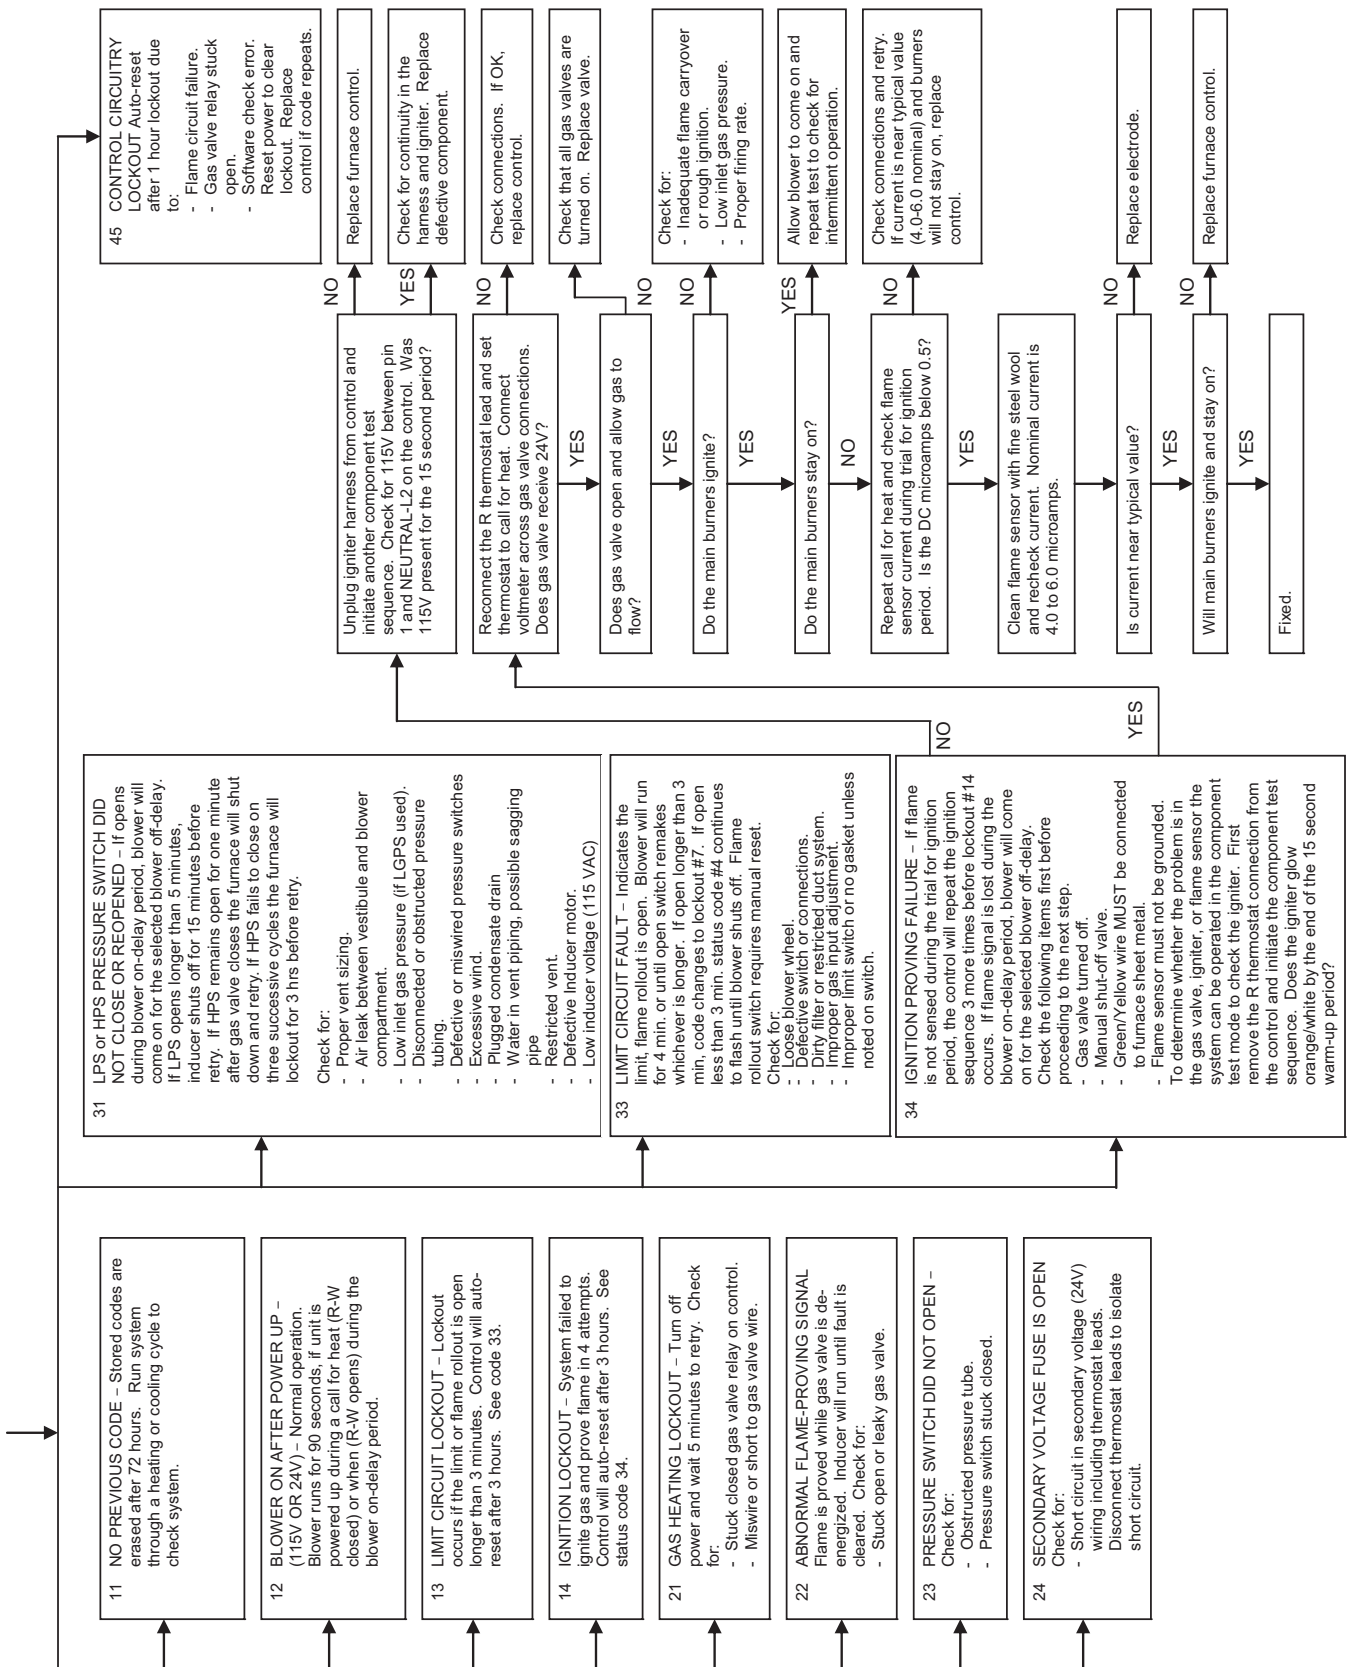 11 NO PREVIOUS CODE – Stored codes are
erased after 72 hours. Run system
through a heating or cooling cycle to
check system.
12 BLOWER ON AFTER POWER UP –
(115V OR 24V) – Normal operation.
Blower runs for 90 seconds, if unit is
powered up during a call for heat (R-W
closed) or when (R-W opens) during the
blower on-delay period.
13 LIMIT CIRCUIT LOCKOUT – Lockout
occurs if the limit or flame rollout is open
longer than 3 minutes. Control will auto-
reset after 3 hours. See code 33.
14 IGNITION LOCKOUT – System failed to
ignite gas and prove flame in 4 attempts.
Control will auto-reset after 3 hours. See
status code 34.
21 GAS HEATING LOCKOUT – Turn off
power and wait 5 minutes to retry. Check
for:
- Stuck closed gas valve relay on control.
- Miswire or short to gas valve wire.
22 ABNORMAL FLAME-PROVING SIGNAL
Flame is proved while gas valve is de-
energized. Inducer will run until fault is
cleared. Check for:
- Stuck open or leaky gas valve.
23 PRESSURE SWITCH DID NOT OPEN –
Check for:
- Obstructed pressure tube.
- Pressure switch stuck closed.
24 SECONDARY VOLTAGE FUSE IS OPEN
Check for:
- Short circuit in secondary voltage (24V)
wiring including thermostat leads.
Disconnect thermostat leads to isolate
short circuit.
31 LPS or HPS PRESSURE SWITCH DID
NOT CLOSE OR REOPENED – If opens
during blower on-delay period, blower will
come on for the selected blower off-delay.
If LPS opens longer than 5 minutes,
inducer shuts off for 15 minutes before
retry. If HPS remains open for one minute
after gas valve closes the furnace will shut
down and retry. If HPS fails to close on
three successive cycles the furnace will
lockout for 3 hrs before retry.
Check for:
- Proper vent sizing.
- Air leak between vestibule and blower
compartment.
- Low inlet gas pressure (if LGPS used).
- Disconnected or obstructed pressure
tubing.
- Defective or miswired pressure switches
- Excessive wind.
- Plugged condensate drain
- Water in vent piping, possible sagging
pipe
- Restricted vent.
- Defective Inducer motor.
- Low inducer voltage (115 VAC)
33 LIMIT CIRCUIT FAULT – Indicates the
limit, flame rollout is open. Blower will run
for 4 min. or until open switch remakes
whichever is longer. If open longer than 3
min, code changes to lockout #7. If open
less than 3 min. status code #4 continues
to flash until blower shuts off. Flame
rollout switch requires manual reset.
Check for:
- Loose blower wheel.
- Defective switch or connections.
- Dirty filter or restricted duct system.
- Improper gas input adjustment.
- Improper limit switch or no gasket unless
noted on switch.
34 IGNITION PROVING FAILURE – If flame
is not sensed during the trial for ignition
period, the control will repeat the ignition
sequence 3 more times before lockout #14
occurs. If flame signal is lost during the
blower on-delay period, blower will come
on for the selected blower off-delay.
Check the following items first before
proceeding to the next step.
- Gas valve turned off.
- Manual shut-off valve.
- Green/Yellow wire MUST be connected
to furnace sheet metal.
- Flame sensor must not be grounded.
To determine whether the problem is in
the gas valve, igniter, or flame sensor the
system can be operated in the component
test mode to check the igniter. First
remove the R thermostat connection from
the control and initiate the component test
sequence. Does the igniter glow
orange/white by the end of the 15 second
warm-up period?
NO
YES
45 CONTROL CIRCUITRY
LOCKOUT Auto-reset
after 1 hour lockout due
to:
- Flame circuit failure.
- Gas valve relay stuck
open.
- Software check error.
Reset power to clear
lockout. Replace
control if code repeats.
Unplug igniter harness from control and
initiate another component test
sequence. Check for 115V between pin
1 and NEUTRAL-L2 on the control. Was
115V present for the 15 second period?
NO
Replace furnace control.
YES
Check for continuity in the
harness and igniter. Replace
defective component.
Reconnect the R thermostat lead and set
thermostat to call for heat. Connect
voltmeter across gas valve connections.
Does gas valve receive 24V?
NO
Check connections. If OK,
replace control.
YES
Does gas valve open and allow gas to
flow?
NO
Check that all gas valves are
turned on. Replace valve.
YES
Do the main burners ignite?
NO
Check for:
- Inadequate flame carryover
or rough ignition.
- Low inlet gas pressure.
- Proper firing rate.
YES
Do the main burners stay on?
YES
Allow blower to come on and
repeat test to check for
intermittent operation.
NO
Repeat call for heat and check flame
sensor current during trial for ignition
period. Is the DC microamps below 0.5?
NO
Check connections and retry.
If current is near typical value
(4.0-6.0 nominal) and burners
will not stay on, replace
control.
YES
Clean flame sensor with fine steel wool
and recheck current. Nominal current is
4.0 to 6.0 microamps.
Is current near typical value?
NO
Replace electrode.
YES
Will main burners ignite and stay on?
NO
Replace furnace control.
YES
Fixed.